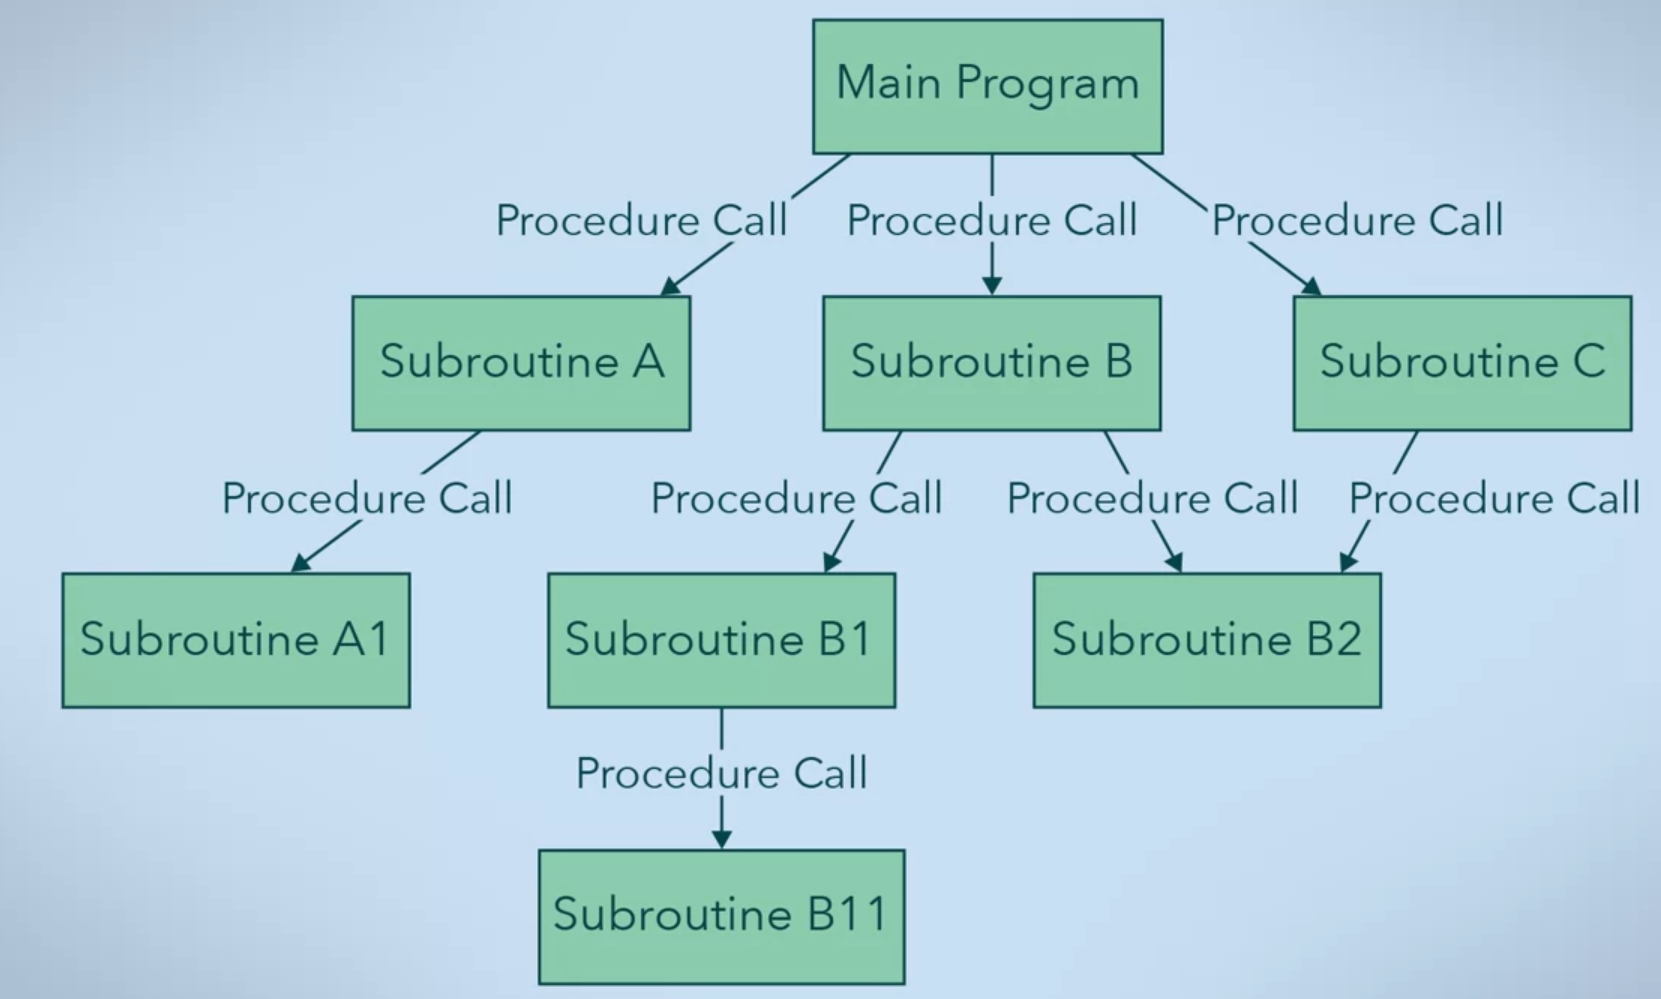 Main Program
Procedure Call
Procedure Call
Procedure Call
Subroutine A
Subroutine B
Subroutine C
Procedure Call
Procedure Call
Procedure Call
Procedure Call
Subroutine A1
Subroutine B1
Subroutine B2
Procedure Call
Subroutine B11